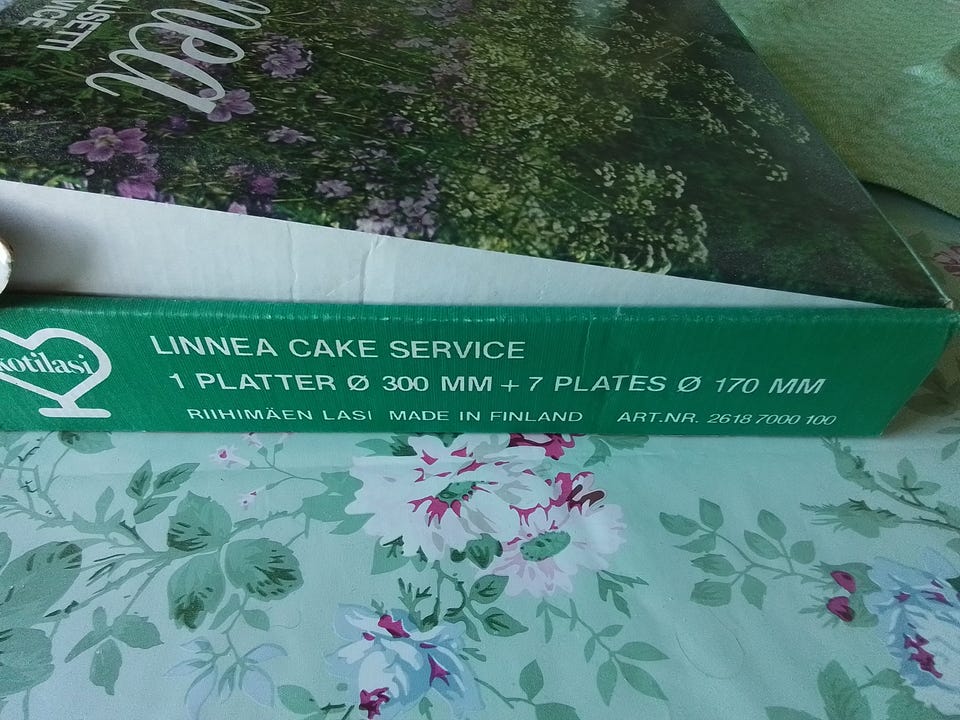 kotilasi
LINNEA CAKE SERVICE
1 PLATTER Ø 300 MM + 7 PLATES Ø 170 MM
RIIHIMÄEN LASI MADE IN FINLAND ART.NR. 2618 7000 100